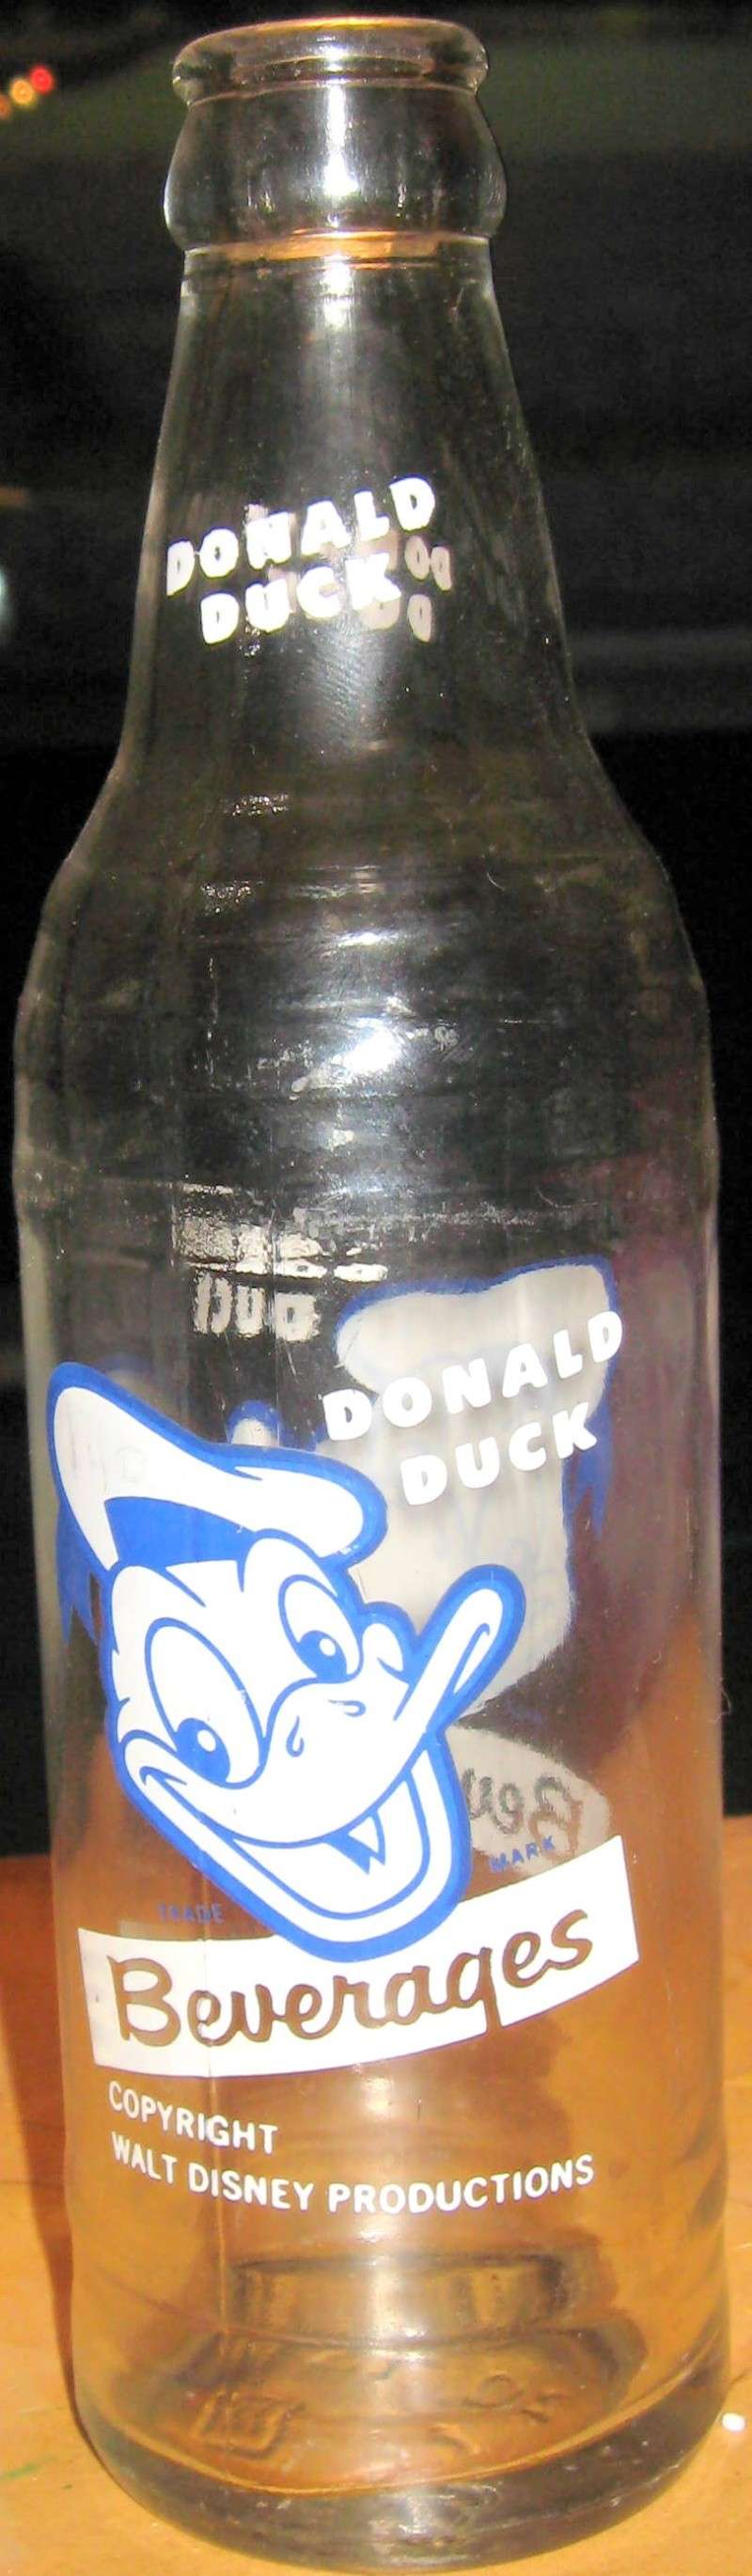 DONALD
DUCK
DONALD
DUCK
TRADE MARK
Beverages
COPYRIGHT
WALT DISNEY PRODUCTIONS